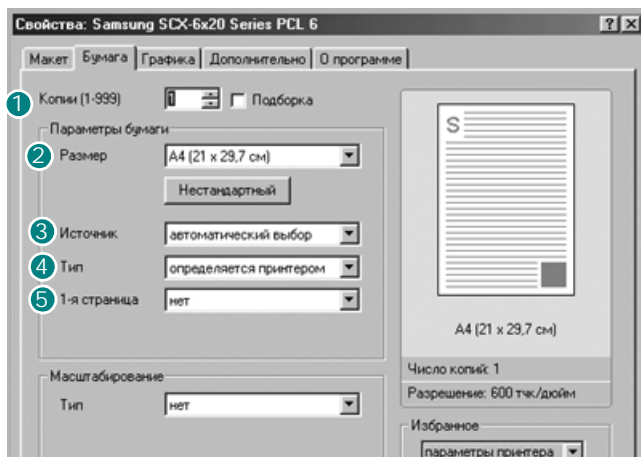 Свойства: Samsung SCX-6x20 Series PCL 6
Макет Бумага Графика Дополнительно О программе
1 Копии (1-999) 1 Подборка
Параметры бумаги
2 Размер A4 (21 x 29,7 см)
Нестандартный
3 Источник автоматический выбор
4 Тип определяется принтером
5 1-я страница нет
Масштабирование
Тип нет
S
A4 (21 x 29,7 см)
Число копий: 1
Разрешение: 600 тчк/дюйм
Избранное
параметры принтера